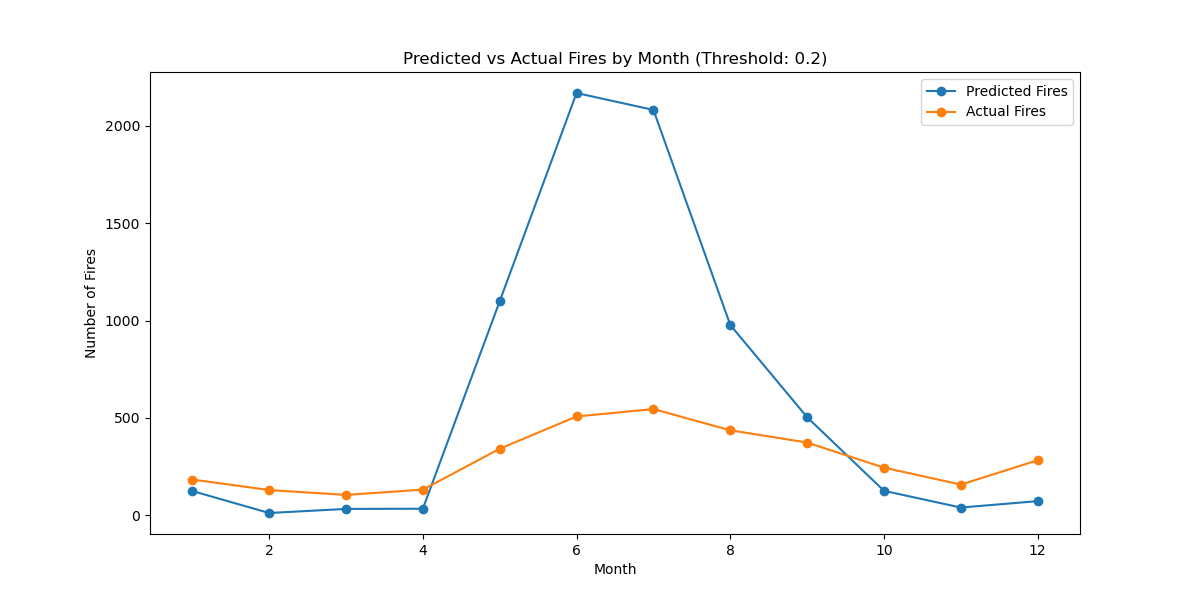 Predicted vs Actual Fires by Month (Threshold: 0.2)
Predicted Fires
Actual Fires
Number of Fires
2000
1500
1000
500
0
2 4 6 8 10 12
Month